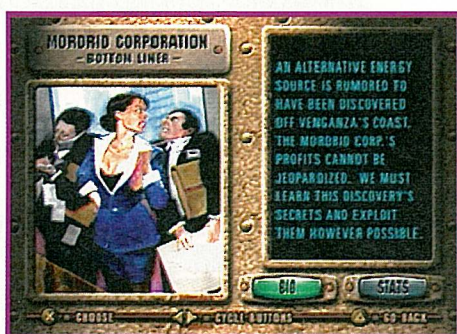 MORDRID CORPORATION
- BOTTOM LINER -
AN ALTERNATIVE ENERGY
SOURCE IS RUMORED TO
HAVE BEEN DISCOVERED
OFF VENGANZA'S COAST.
THE MORDRID CORP.'S
PROFITS CANNOT BE
JEOPARDIZED. WE MUST
LEARN THIS DISCOVERY'S
SECRETS AND EXPLOIT
THEM HOWEVER POSSIBLE.
BIO
STATS
X = CHOOSE
= CYCLE BUTTONS
= GO BACK